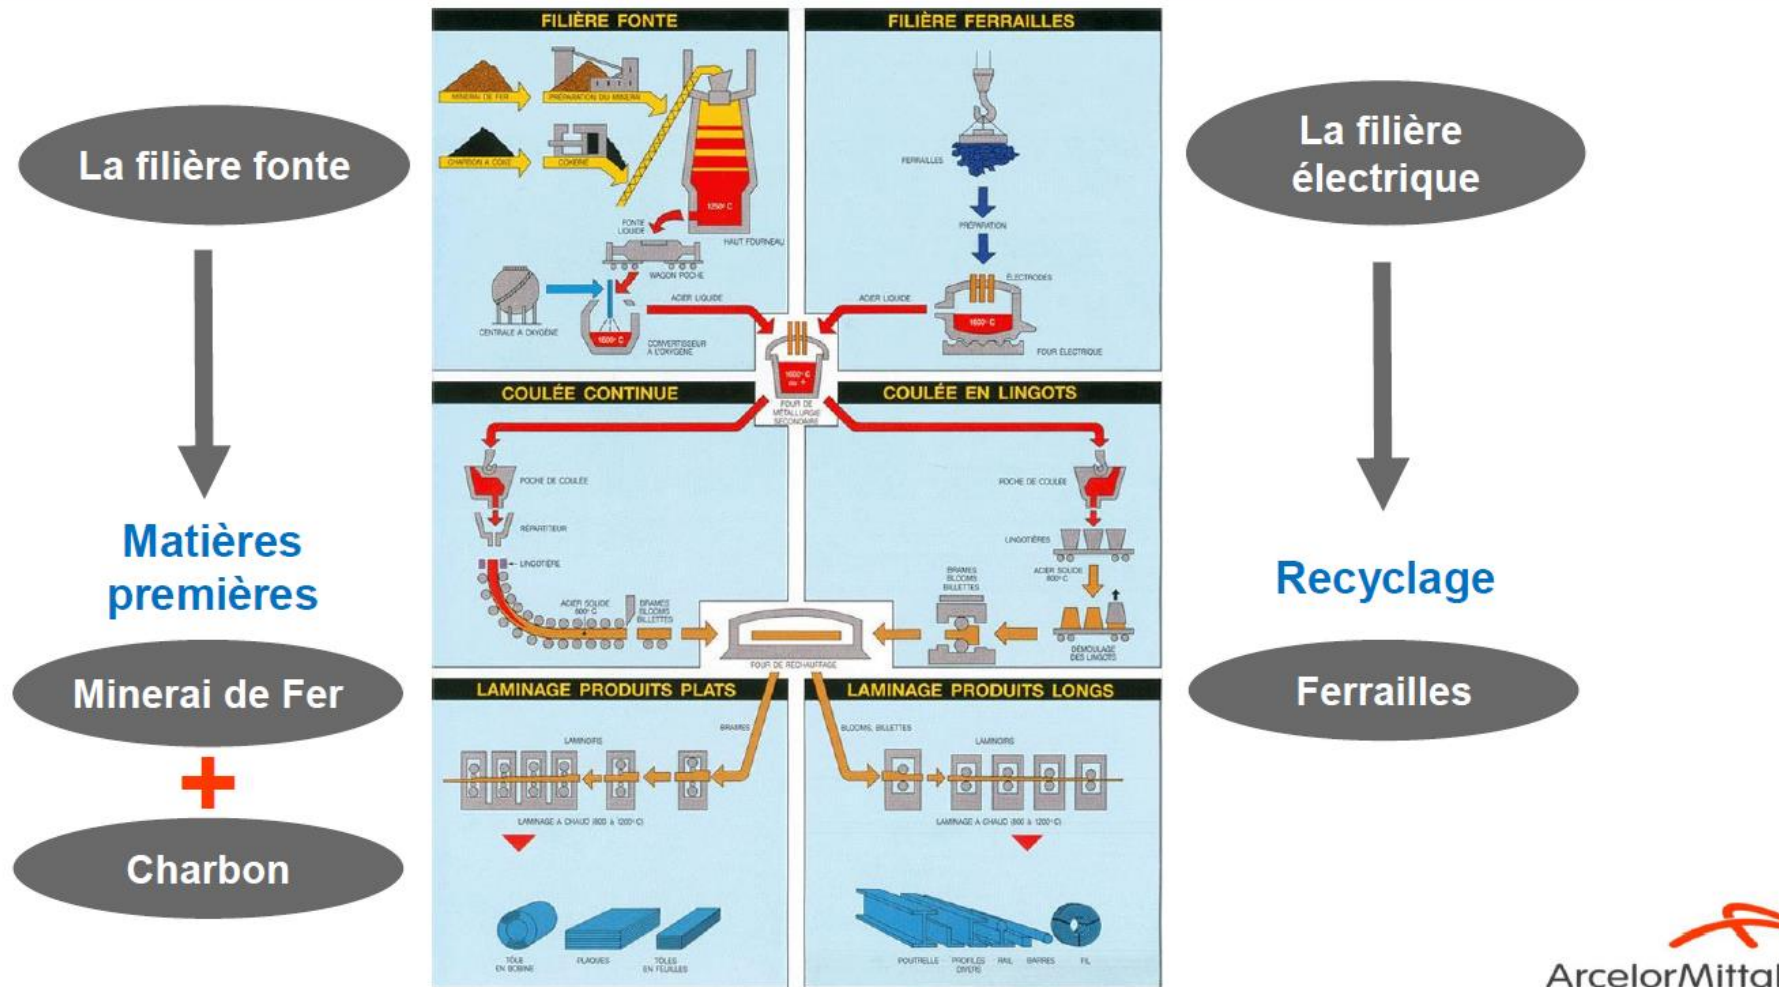 La filière fonte
Matières
premières
Minerai de Fer
+
Charbon
FILIÈRE FONTE
MINERAI DE FER
PRÉPARATION DU MINERAI
CHARBON A COKE
COKERIE
1250° C
FONTE
LIQUIDE
HAUT FOURNEAU
WAGON POCHE
CENTRALE A OXYGÈNE
ACIER LIQUIDE
1600° C
CONVERTISSEUR
A L'OXYGÈNE
FILIÈRE FERRAILLES
FERRAILLES
PRÉPARATION
ÉLECTRODES
ACIER LIQUIDE
1600° C
FOUR ÉLECTRIQUE
1600° C
ou +
FOUR DE
MÉTALLURGIE
SECONDAIRE
COULÉE CONTINUE
POCHE DE COULÉE
RÉPARTITEUR
LINGOTIÈRE
ACIER SOLIDE
800° C
BRAMES
BLOOMS
BILLETTES
COULÉE EN LINGOTS
POCHE DE COULÉE
LINGOTIÈRES
ACIER SOLIDE
800° C
BRAMES
BLOOMS
BILLETTES
DÉMOULAGE
DES LINGOTS
FOUR DE RÉCHAUFFAGE
LAMINAGE PRODUITS PLATS
BRAMES
LAMINOIRS
LAMINAGE A CHAUD (800 à 1200° C)
TÔLE
EN BOBINE
PLAQUES
TÔLES
EN FEUILLES
LAMINAGE PRODUITS LONGS
BLOOMS, BILLETTES
LAMINOIRS
LAMINAGE A CHAUD (800 à 1200° C)
POUTRELLE
PROFILÉS
DIVERS
RAIL
BARRES
FIL
La filière
électrique
Recyclage
Ferrailles
ArcelorMittal